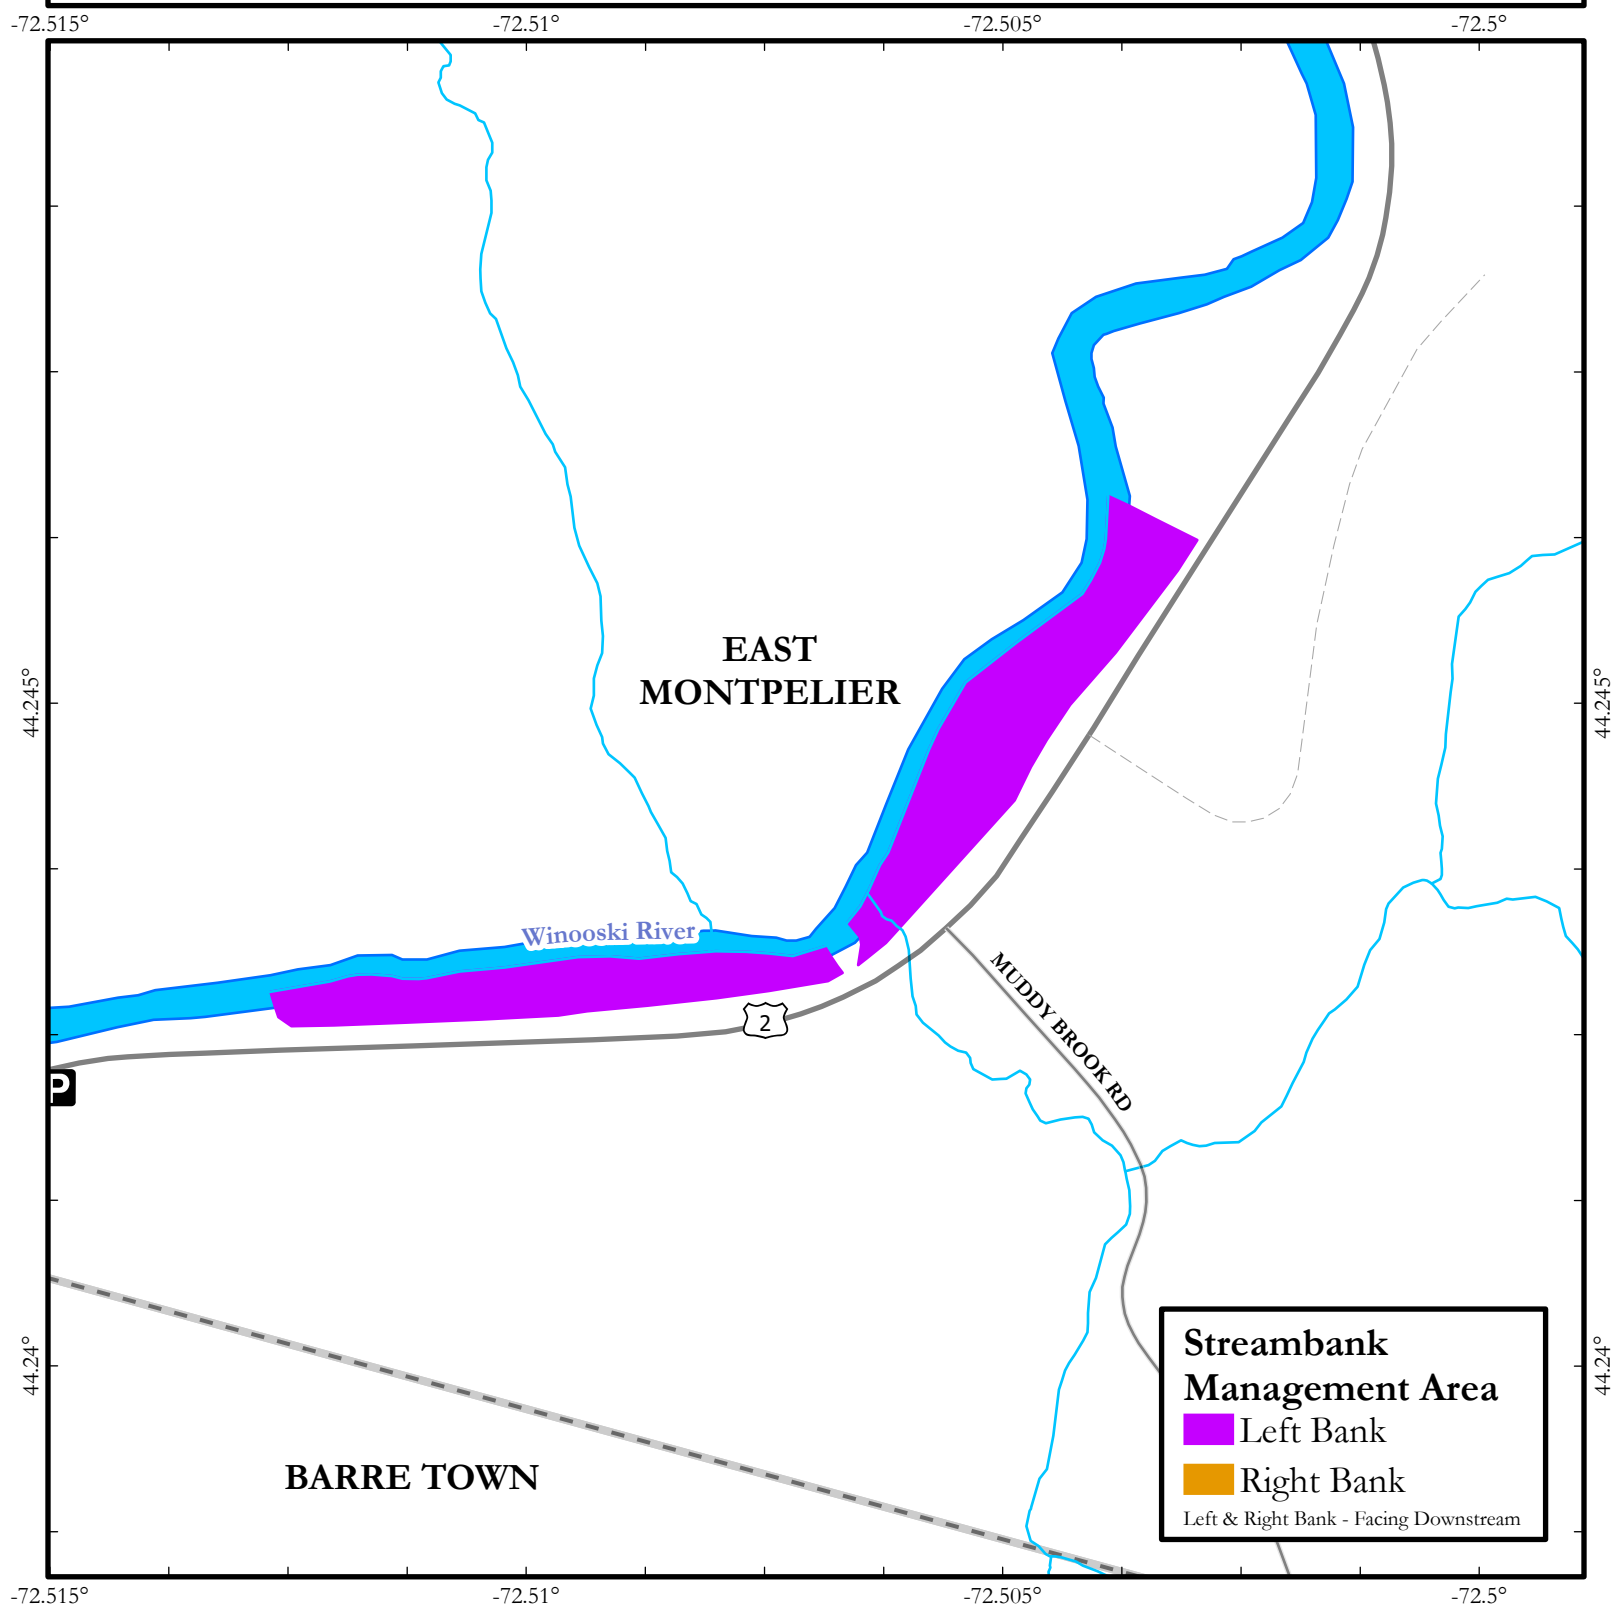 -72.515° -72.51° -72.505° -72.5°
44.245° 44.245°
EAST
MONTPELIER
Winooski River
2
MUDDY BROOK RD
P
44.24° 44.24°
BARRE TOWN
Streambank
Management Area
Left Bank
Right Bank
Left & Right Bank - Facing Downstream
-72.515° -72.51° -72.505° -72.5°